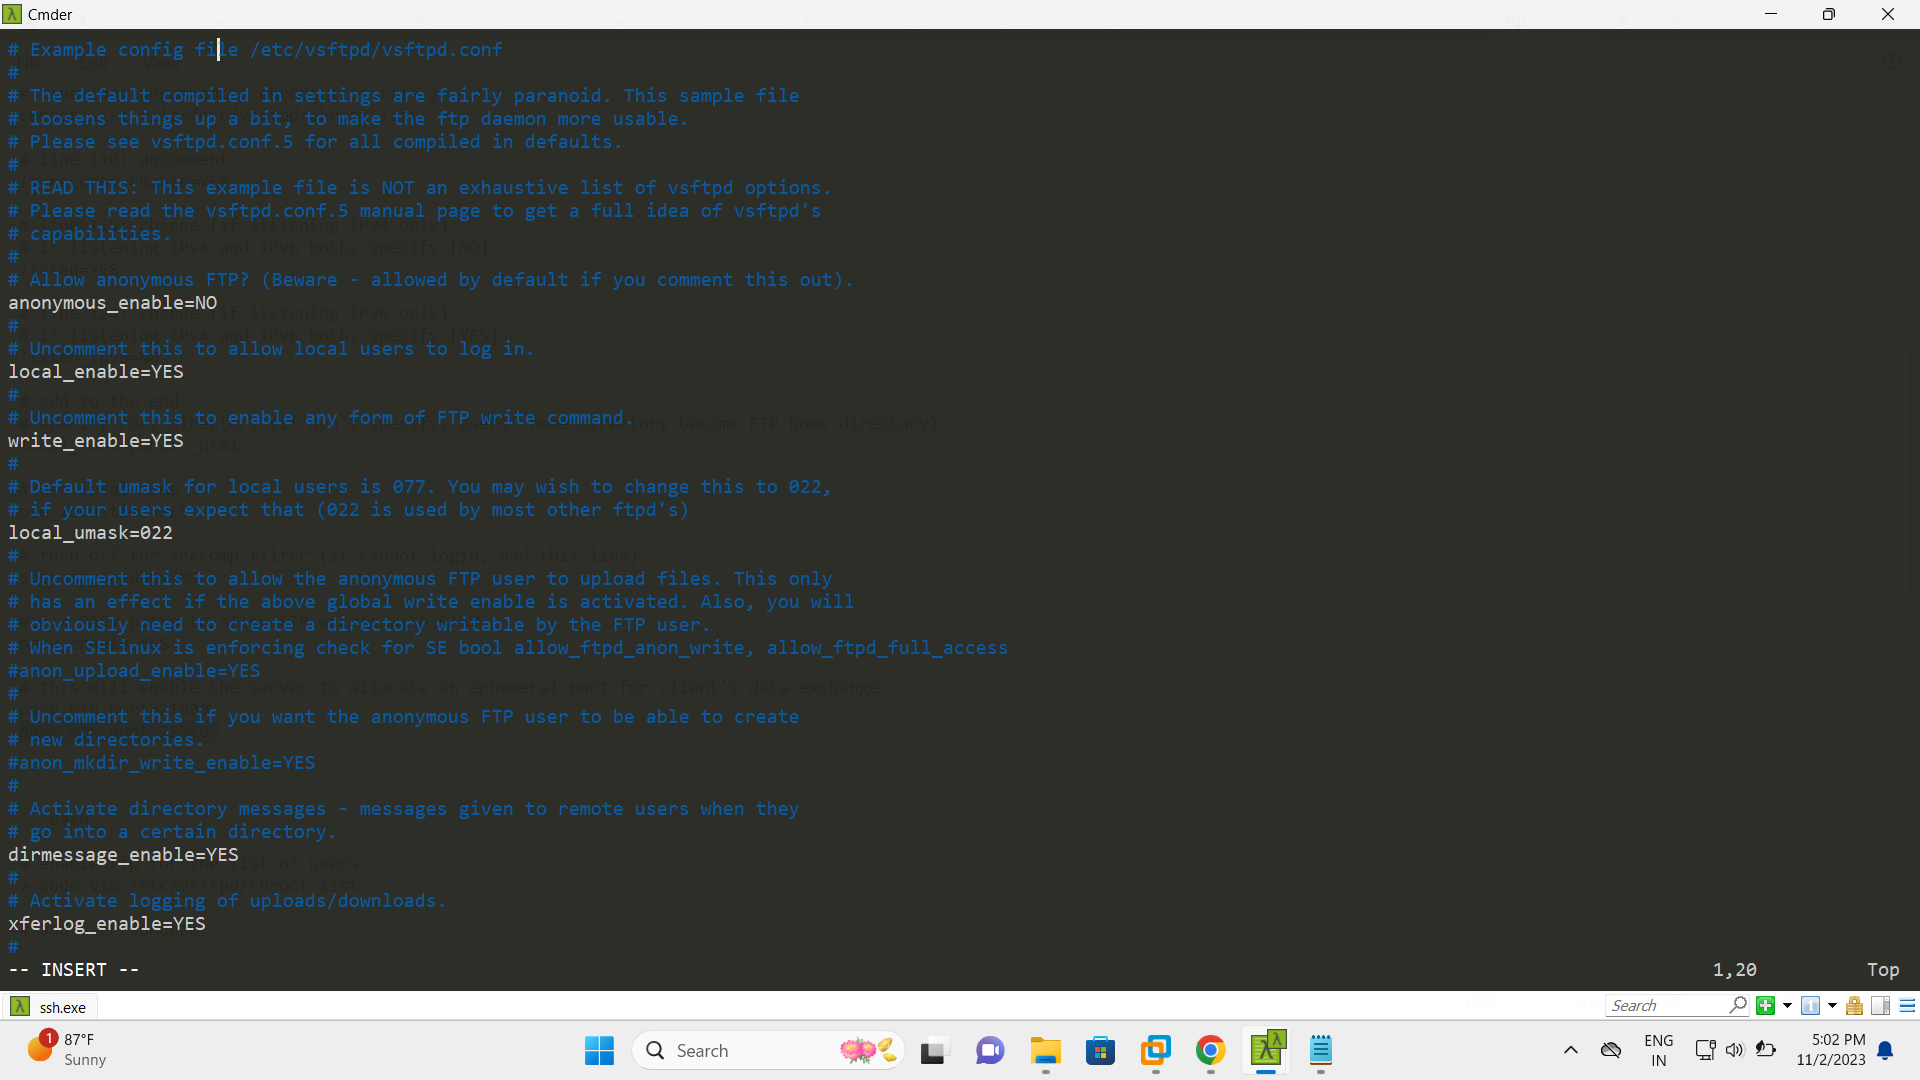 Cmder
# Example config file /etc/vsftpd/vsftpd.conf
#
# The default compiled in settings are fairly paranoid. This sample file
# loosens things up a bit, to make the ftp daemon more usable.
# Please see vsftpd.conf.5 for all compiled in defaults.
#
# READ THIS: This example file is NOT an exhaustive list of vsftpd options.
# Please read the vsftpd.conf.5 manual page to get a full idea of vsftpd's
# capabilities.
#
# Allow anonymous FTP? (Beware - allowed by default if you comment this out).
anonymous_enable=NO
#
# Uncomment this to allow local users to log in.
local_enable=YES
#
# Uncomment this to enable any form of FTP write command.
write_enable=YES
#
# Default umask for local users is 077. You may wish to change this to 022,
# if your users expect that (022 is used by most other ftpd's)
local_umask=022
#
# Uncomment this to allow the anonymous FTP user to upload files. This only
# has an effect if the above global write enable is activated. Also, you will
# obviously need to create a directory writable by the FTP user.
# When SELinux is enforcing check for SE bool allow_ftpd_anon_write, allow_ftpd_full_access
#anon_upload_enable=YES
#
# Uncomment this if you want the anonymous FTP user to be able to create
# new directories.
#anon_mkdir_write_enable=YES
#
# Activate directory messages - messages given to remote users when they
# go into a certain directory.
dirmessage_enable=YES
#
# Activate logging of uploads/downloads.
xferlog_enable=YES
#
-- INSERT -- 1,20 Top
ssh.exe Search
1 87°F
Sunny
Search
ENG
IN
5:02 PM
11/2/2023